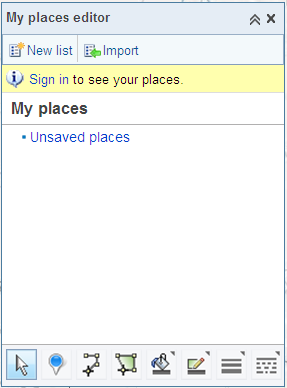 My places editor
New list Import
Sign in to see your places.
My places
Unsaved places